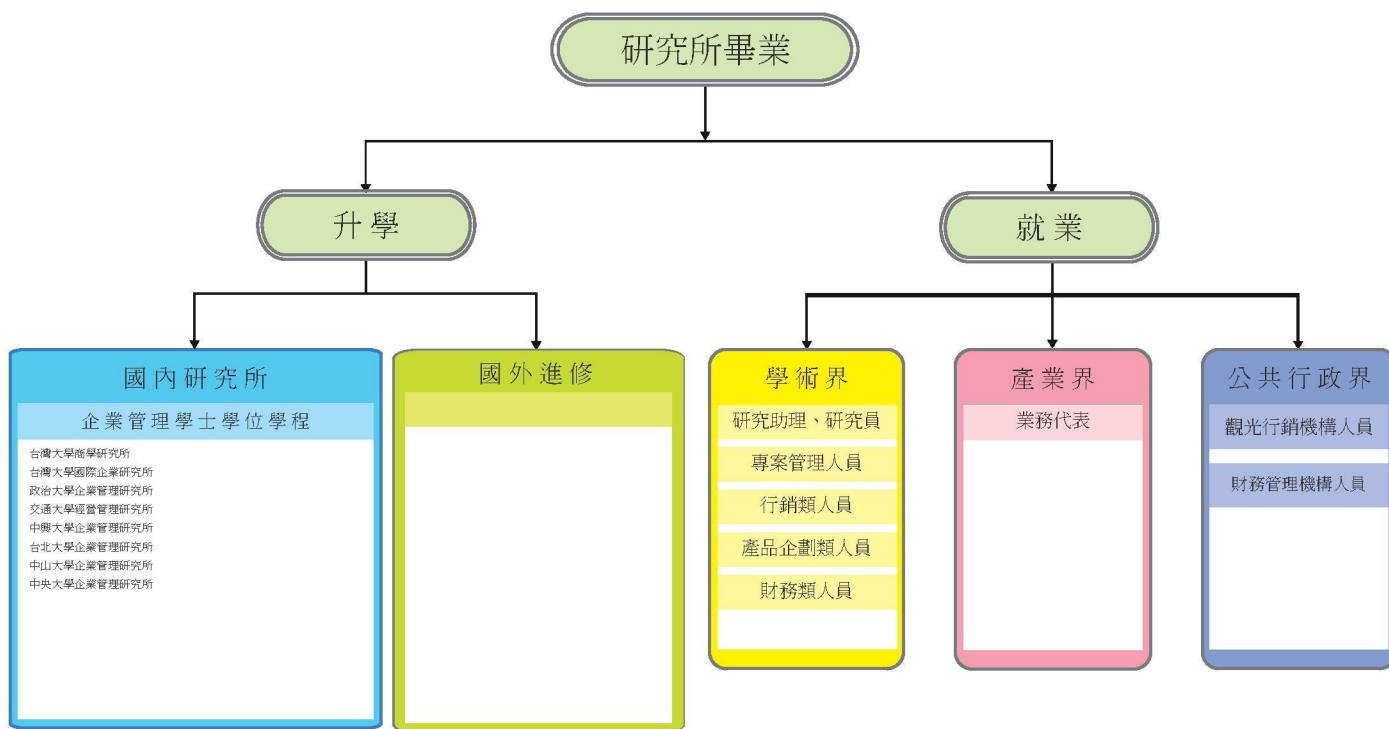 研究所畢業
升學
就業
國內研究所
企業管理學士學位學程
台灣大學商學研究所
台灣大學國際企業研究所
政治大學企業管理研究所
交通大學經營管理研究所
中興大學企業管理研究所
台北大學企業管理研究所
中山大學企業管理研究所
中央大學企業管理研究所
國外進修
學術界
研究助理、研究員
專案管理人員
行銷類人員
產品企劃類人員
財務類人員
產業界
業務代表
公共行政界
觀光行銷機構人員
財務管理機構人員